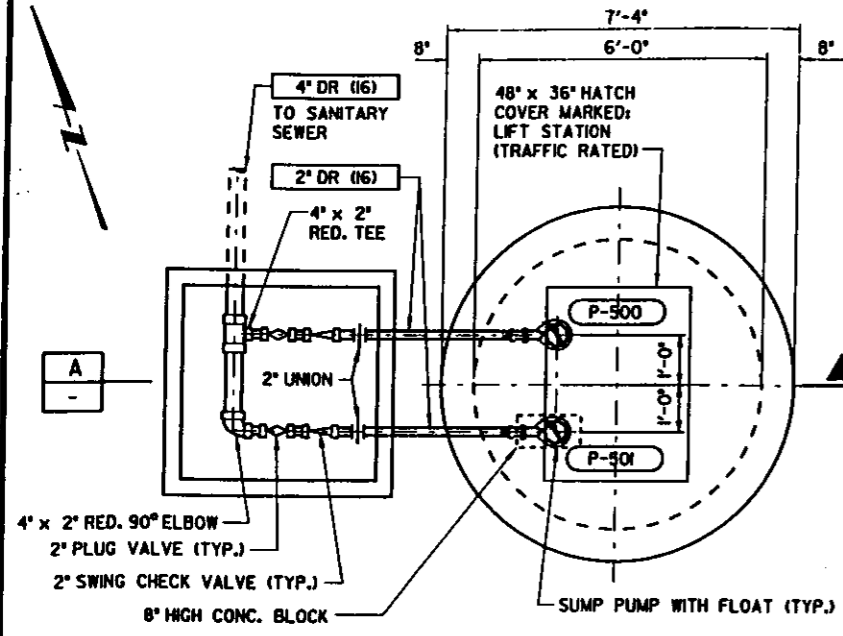 7'-4"
8" 6'-0" 8"
4" DR (16)
TO SANITARY
SEWER
48" x 36" HATCH
COVER MARKED:
LIFT STATION
(TRAFFIC RATED)
2" DR (16)
4" x 2"
RED. TEE
P-500
A
-
2" UNION
1'-0"
1'-0"
P-501
4" x 2" RED. 90° ELBOW
2" PLUG VALVE (TYP.)
2" SWING CHECK VALVE (TYP.)
8" HIGH CONC. BLOCK
SUMP PUMP WITH FLOAT (TYP.)